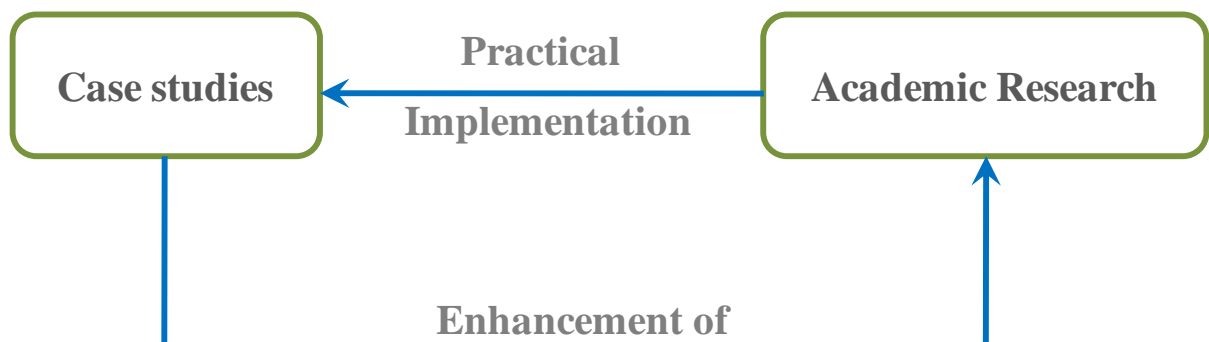 Case studies
Practical
Implementation
Academic Research
Enhancement of